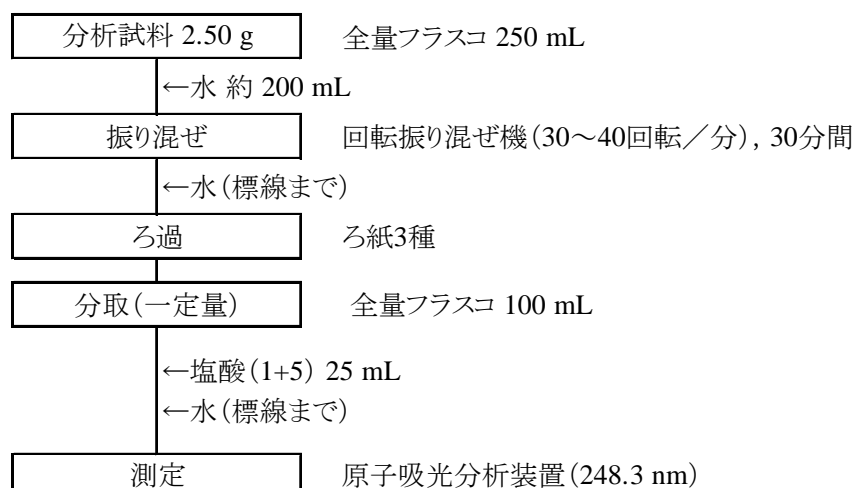 分析試料 2.50 g 全量フラスコ 250 mL
←水 約 200 mL
振り混ぜ 回転振り混ぜ機(30～40回転／分), 30分間
←水(標線まで)
ろ過 ろ紙3種
分取(一定量) 全量フラスコ 100 mL
←塩酸(1+5) 25 mL
←水(標線まで)
測定 原子吸光分析装置(248.3 nm)